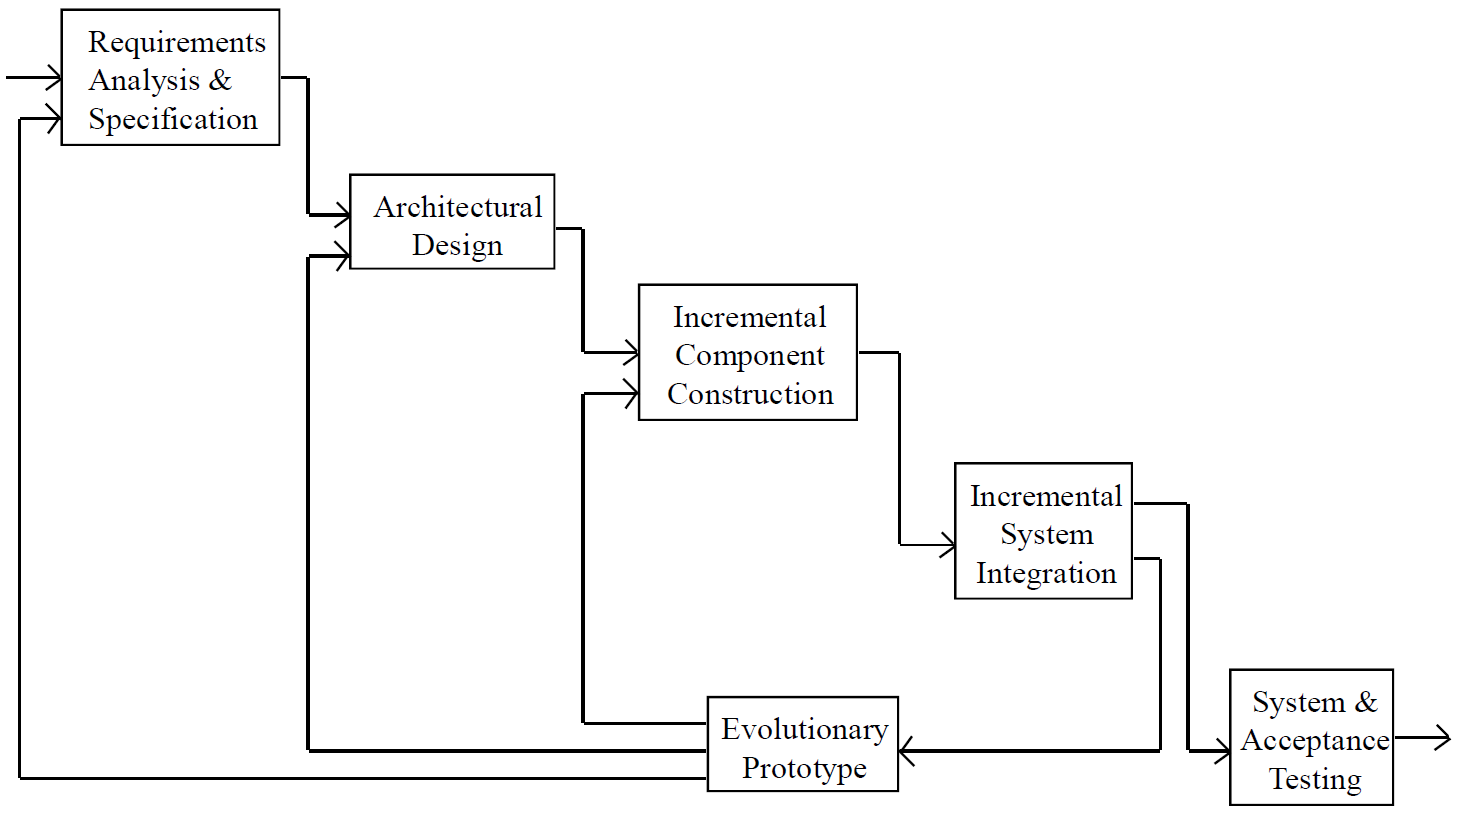 Requirements
Analysis &
Specification
Architectural
Design
Incremental
Component
Construction
Incremental
System
Integration
Evolutionary
Prototype
System &
Acceptance
Testing